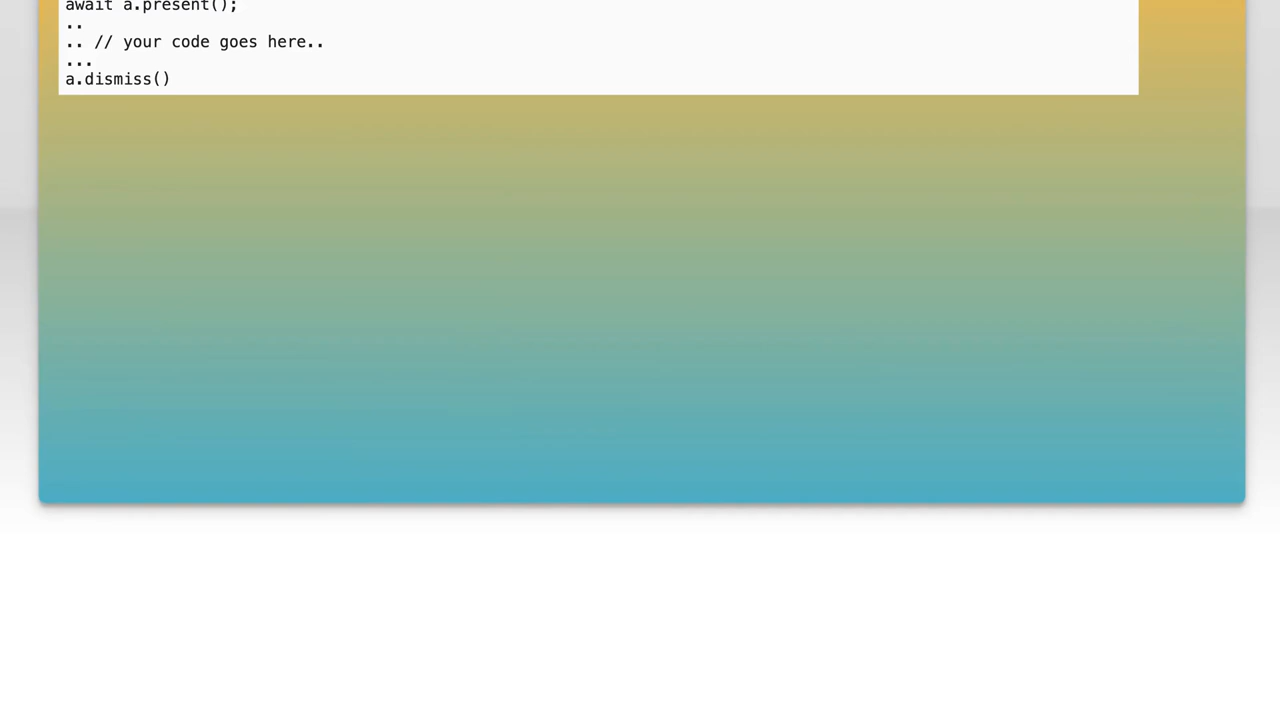 await a.present();
..
.. // your code goes here..
...
a.dismiss()